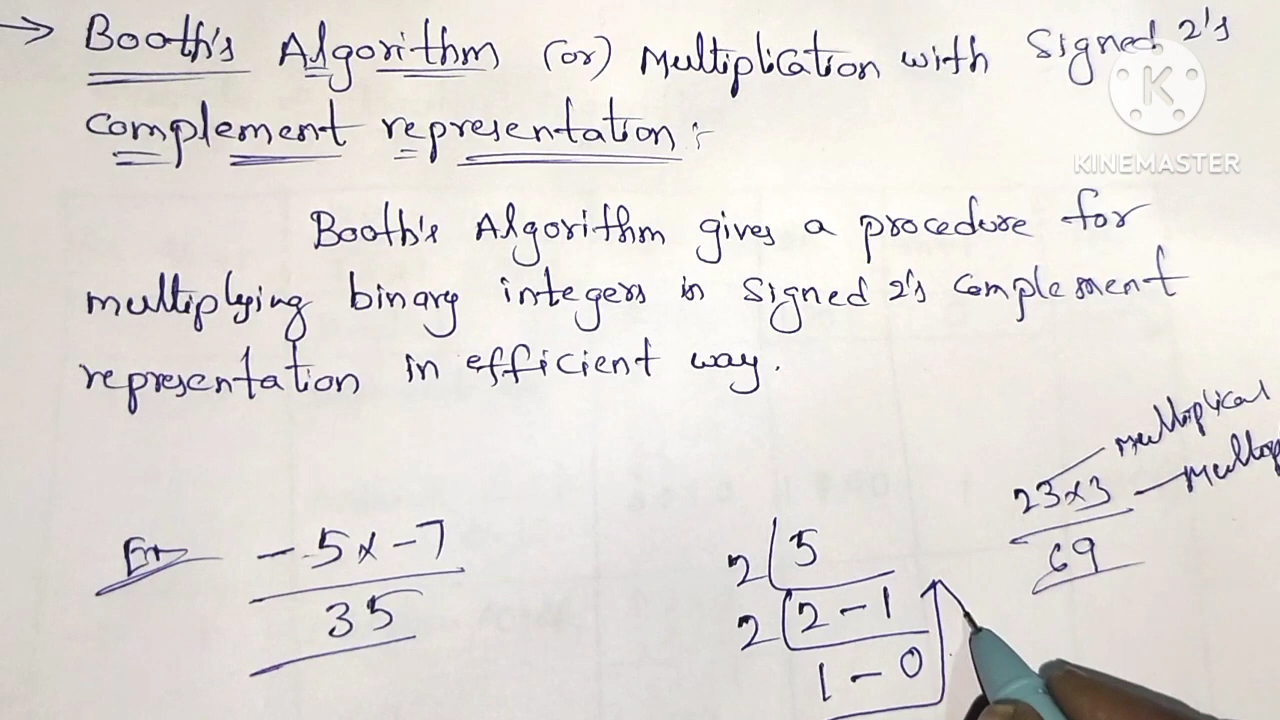 → Booth's Algorithm (or) Multiplication with Signed 2's
complement representation :-
K
KINEMASTER
Booth's Algorithm gives a procedure for
multiplying binary integers in Signed 2's complement
representation in efficient way.
Ex
- 5 x - 7
35
2 5
2 2 - 1
1 - 0
23 x 3
69